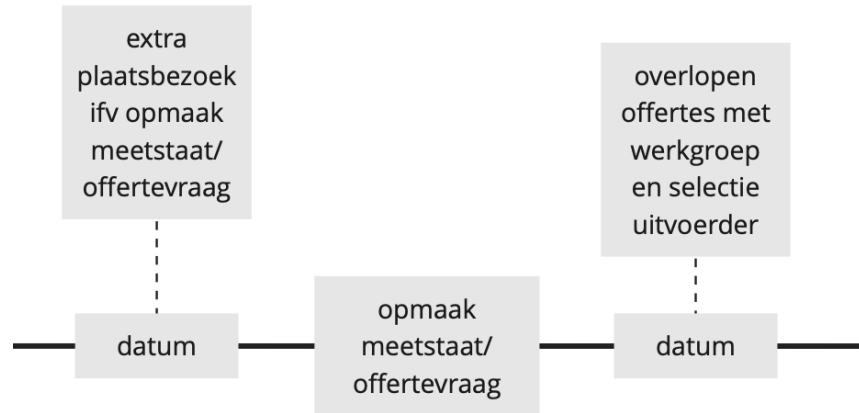 extra
plaatsbezoek
ifv opmaak
meetstaat/
offertevraag
overlopen
offertes met
werkgroep
en selectie
uitvoerder
datum
opmaak
meetstaat/
offertevraag
datum